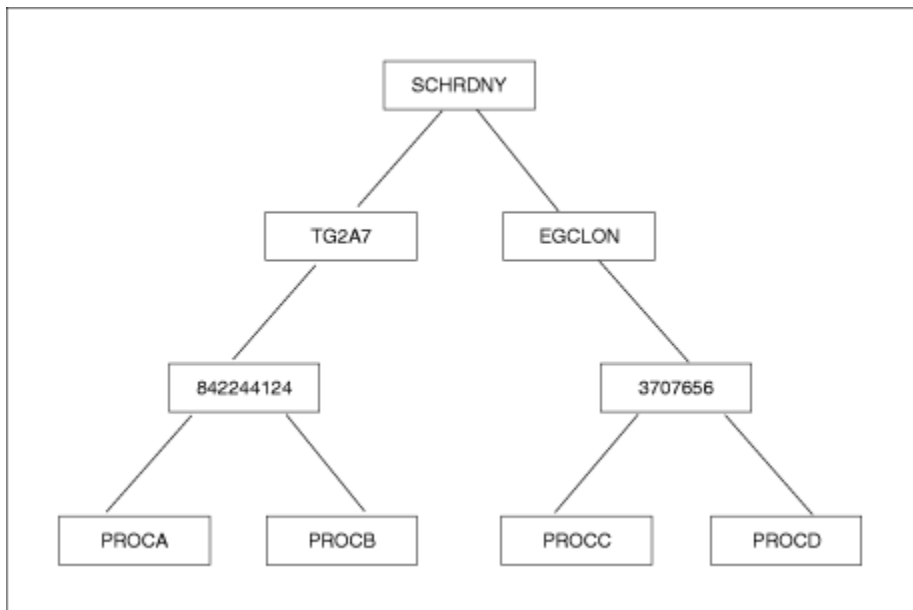 SCHRDNY
TG2A7
EGCLON
842244124
3707656
PROCA
PROCB
PROCC
PROCD